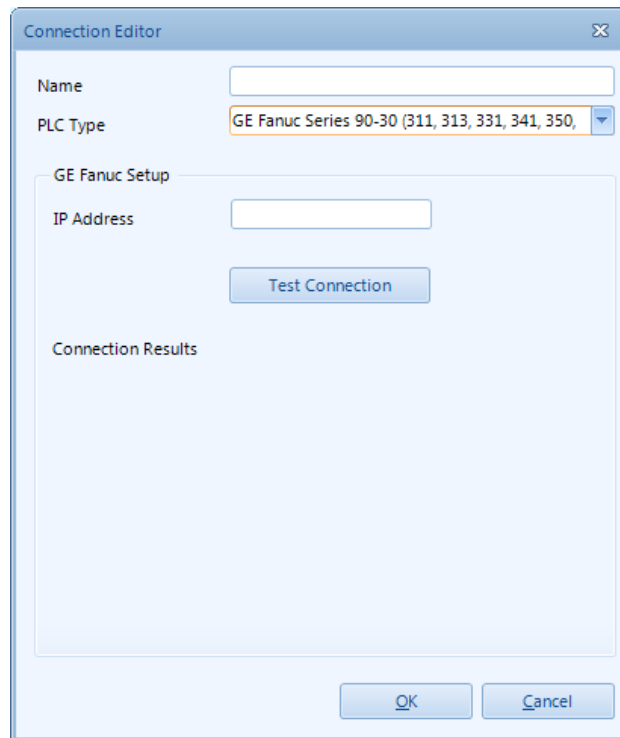 Connection Editor
Name
PLC Type
GE Fanuc Series 90-30 (311, 313, 331, 341, 350,
GE Fanuc Setup
IP Address
Test Connection
Connection Results
OK
Cancel